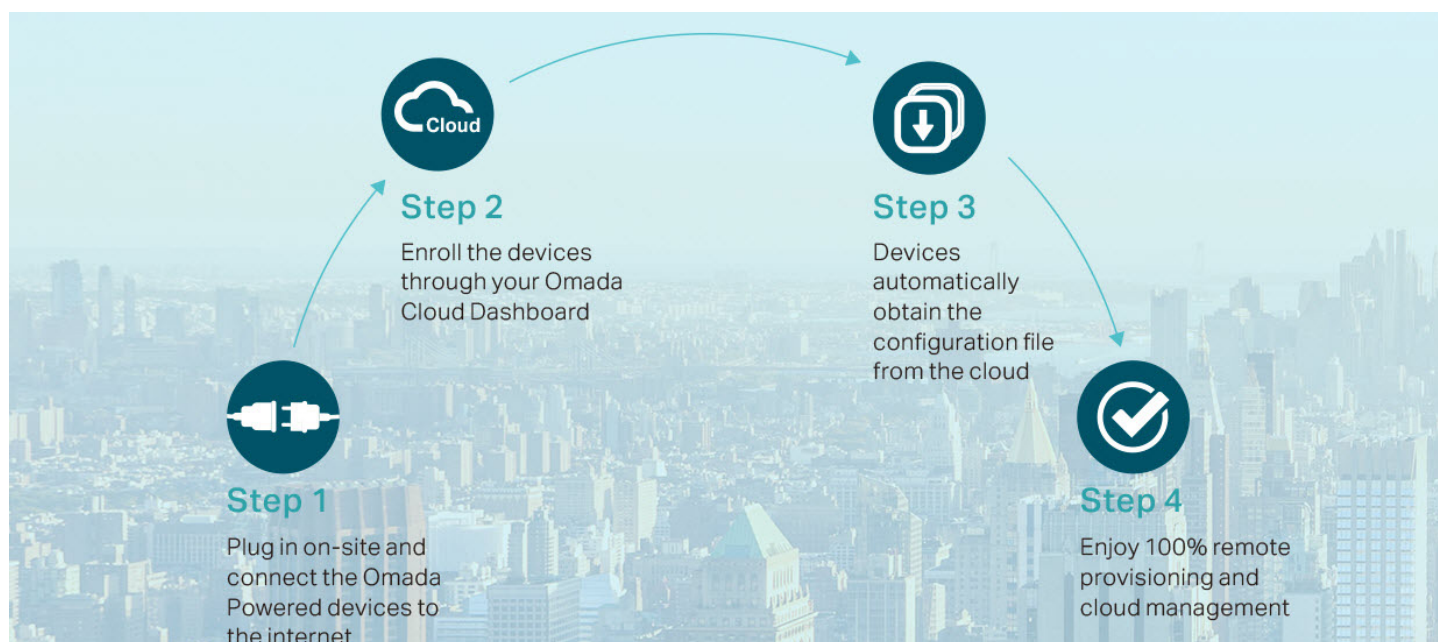 Cloud
Step 2
Enroll the devices
through your Omada
Cloud Dashboard
Step 3
Devices
automatically
obtain the
configuration file
from the cloud
Step 1
Plug in on-site and
connect the Omada
Powered devices to
the internet
Step 4
Enjoy 100% remote
provisioning and
cloud management